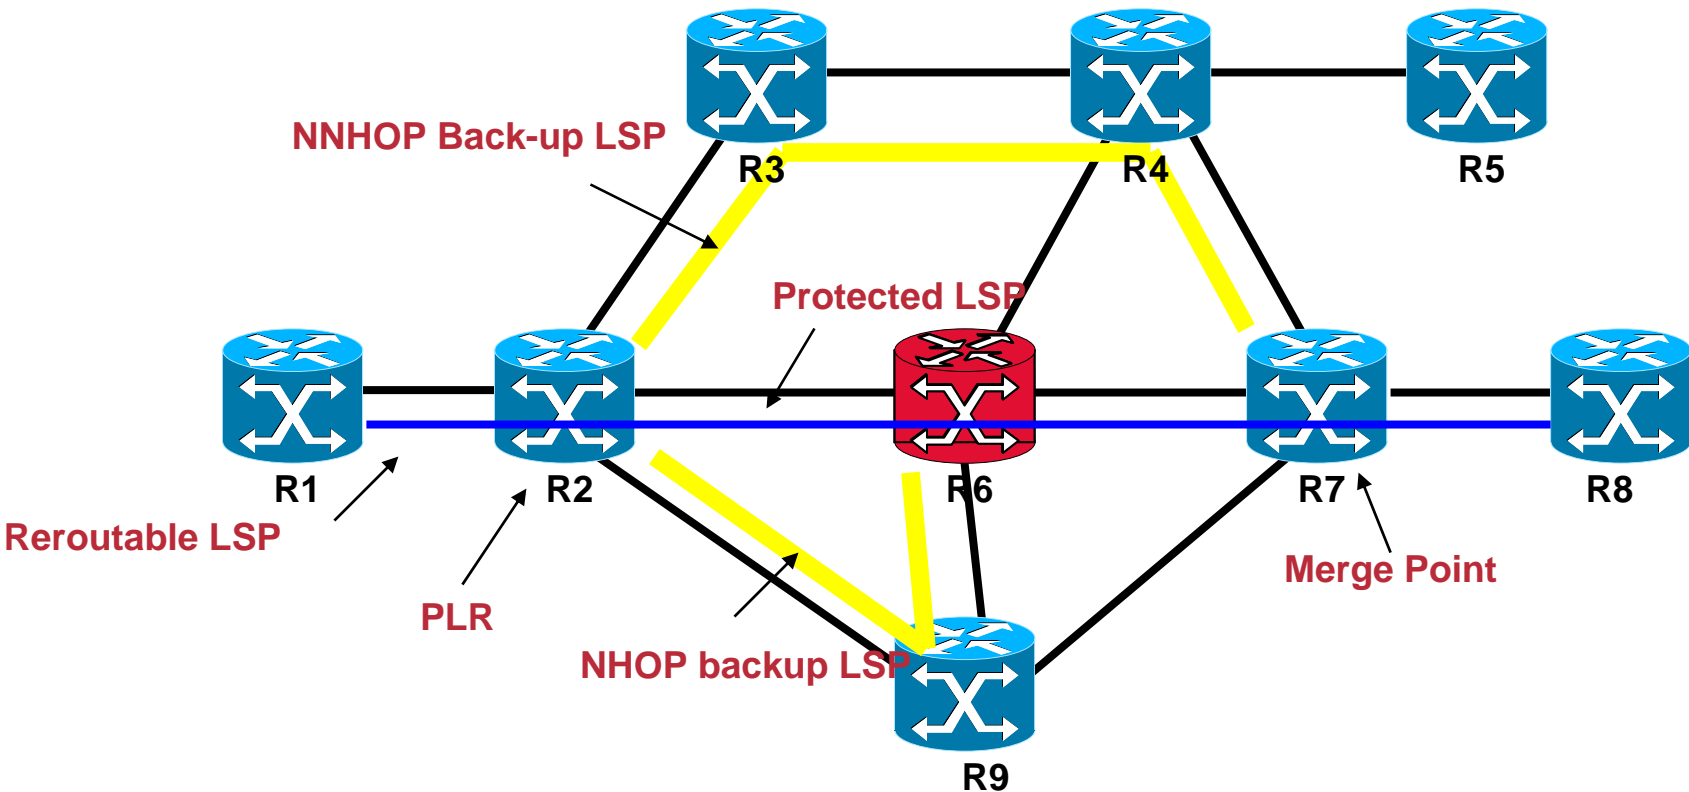 NNHOP Back-up LSP
R3
R4
R5
Protected LSP
R1
R2
R6
R7
R8
Reroutable LSP
PLR
Merge Point
NHOP backup LSP
R9